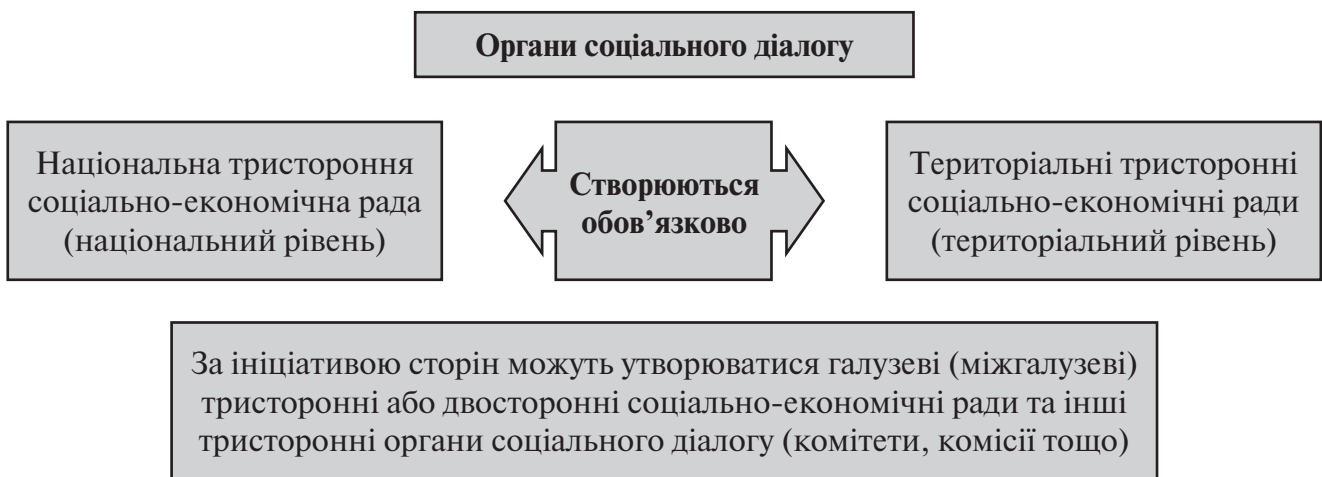 Органи соціального діалогу
Національна тристороння
соціально-економічна рада
(національний рівень)
Створюються
обов’язково
Територіальні тристоронні
соціально-економічні ради
(територіальний рівень)
За ініціативою сторін можуть утворюватися галузеві (міжгалузеві)
тристоронні або двосторонні соціально-економічні ради та інші
тристоронні органи соціального діалогу (комітети, комісії тощо)